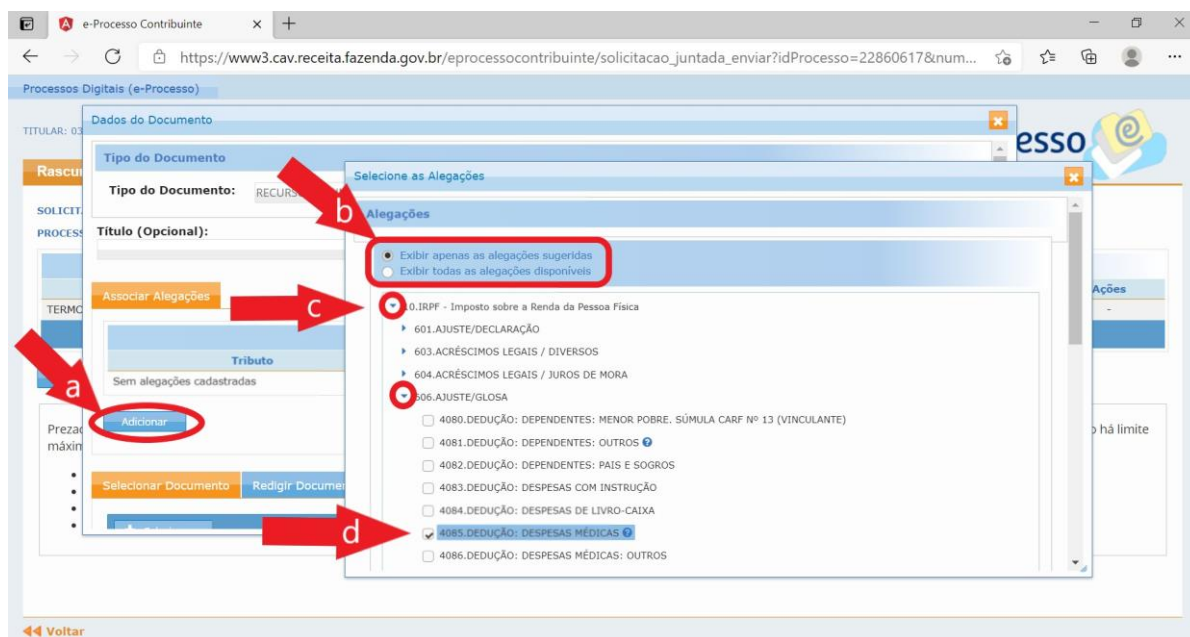 e-Processo Contribuinte
https://www3.cav.receita.fazenda.gov.br/eprocessocontribuinte/solicitacao_juntada_enviar?idProcesso=22860617&num...
Processos Digitais (e-Processo)
TITULAR: 03
Dados do Documento
esso
Tipo do Documento
Rascu
Tipo do Documento:
RECURS
Selecione as Alegações
b
SOLICIT
Alegações
PROCESS
Título (Opcional):
Exibir apenas as alegações sugeridas
Exibir todas as alegações disponíveis
Associar Alegações
c
Ações
TERMO
-
10.IRPF - Imposto sobre a Renda da Pessoa Física
601.AJUSTE/DECLARAÇÃO
603.ACRÉSCIMOS LEGAIS / DIVERSOS
Tributo
604.ACRÉSCIMOS LEGAIS / JUROS DE MORA
Sem alegações cadastradas
a
606.AJUSTE/GLOSA
Adicionar
4080.DEDUÇÃO: DEPENDENTES: MENOR POBRE. SÚMULA CARF Nº 13 (VINCULANTE)
Prezad
o há limite
máxim
4081.DEDUÇÃO: DEPENDENTES: OUTROS
4082.DEDUÇÃO: DEPENDENTES: PAIS E SOGROS
Selecionar Documento
Redigir Documen
4083.DEDUÇÃO: DESPESAS COM INSTRUÇÃO
4084.DEDUÇÃO: DESPESAS DE LIVRO-CAIXA
d
4085.DEDUÇÃO: DESPESAS MÉDICAS
4086.DEDUÇÃO: DESPESAS MÉDICAS: OUTROS
Voltar